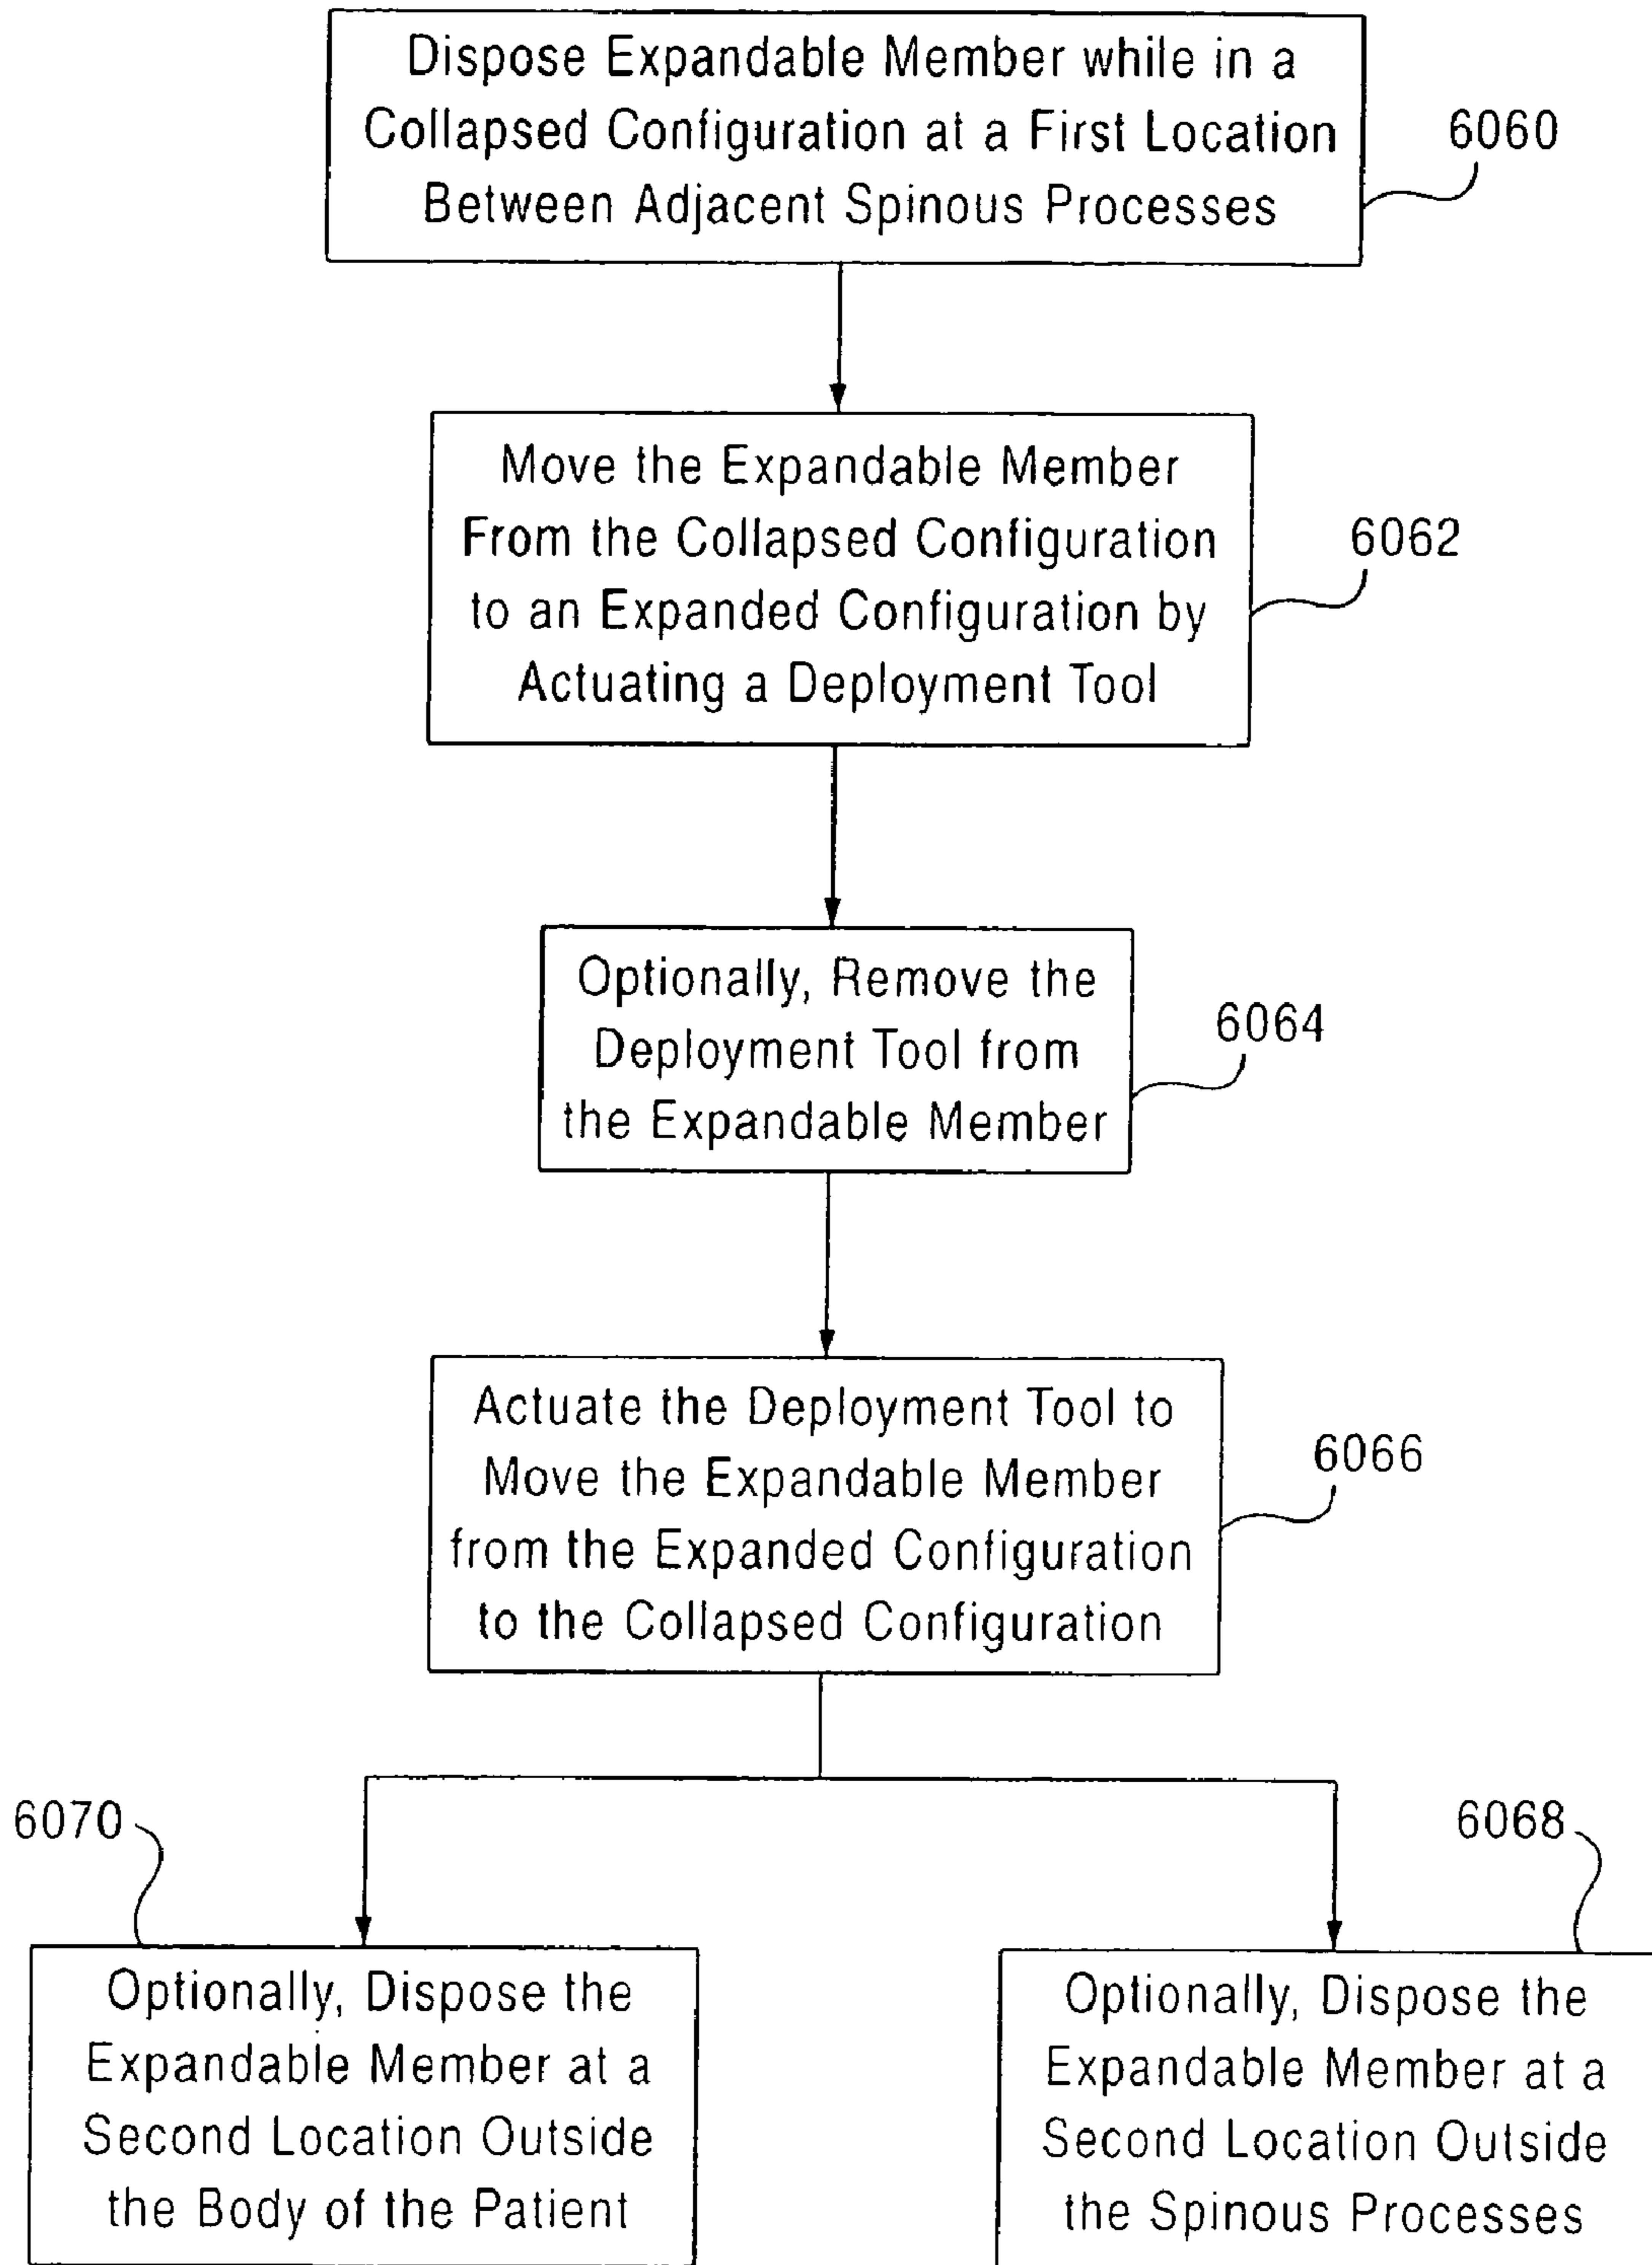 Dispose Expandable Member while in a
Collapsed Configuration at a First Location
Between Adjacent Spinous Processes
6060
Move the Expandable Member
From the Collapsed Configuration
to an Expanded Configuration by
Actuating a Deployment Tool
6062
Optionally, Remove the
Deployment Tool from
the Expandable Member
6064
Actuate the Deployment Tool to
Move the Expandable Member
from the Expanded Configuration
to the Collapsed Configuration
6066
6070
Optionally, Dispose the
Expandable Member at a
Second Location Outside
the Body of the Patient
6068
Optionally, Dispose the
Expandable Member at a
Second Location Outside
the Spinous Processes